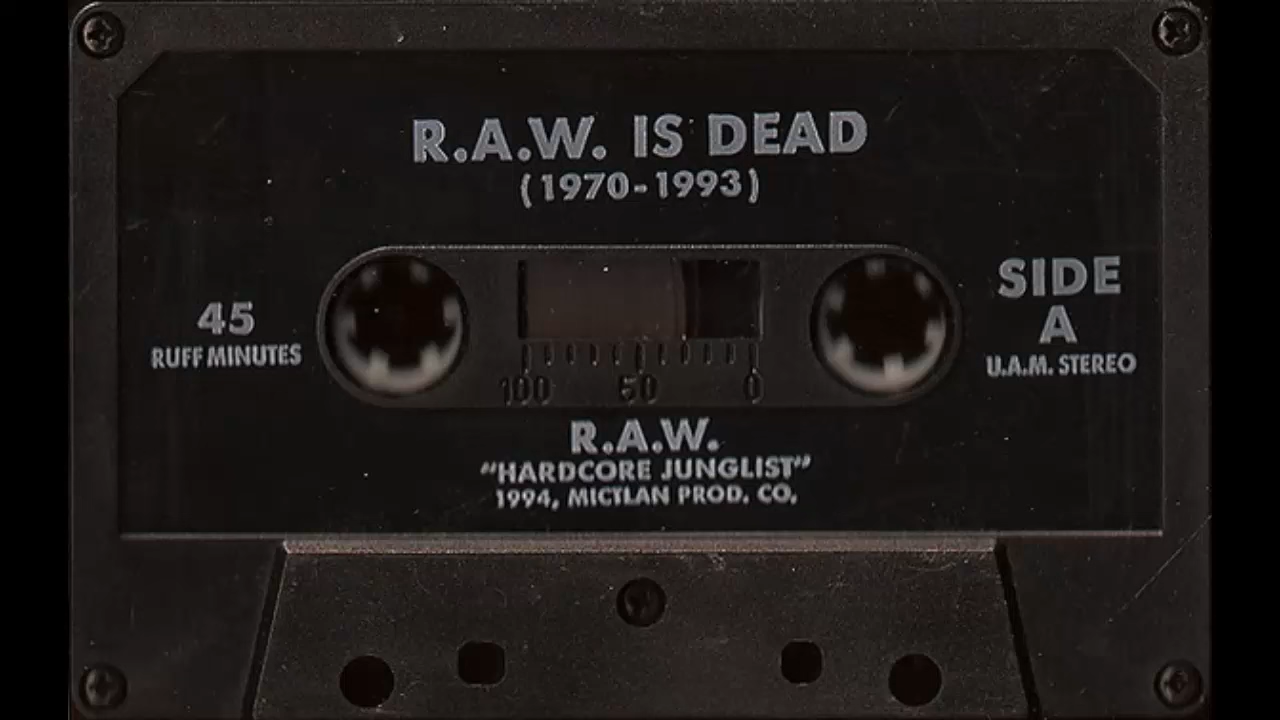 R.A.W. IS DEAD
(1970-1993)
45
RUFF MINUTES
SIDE
A
U.A.M. STEREO
100 50 0
R.A.W.
"HARDCORE JUNGLIST"
1994, MICTLAN PROD. CO.